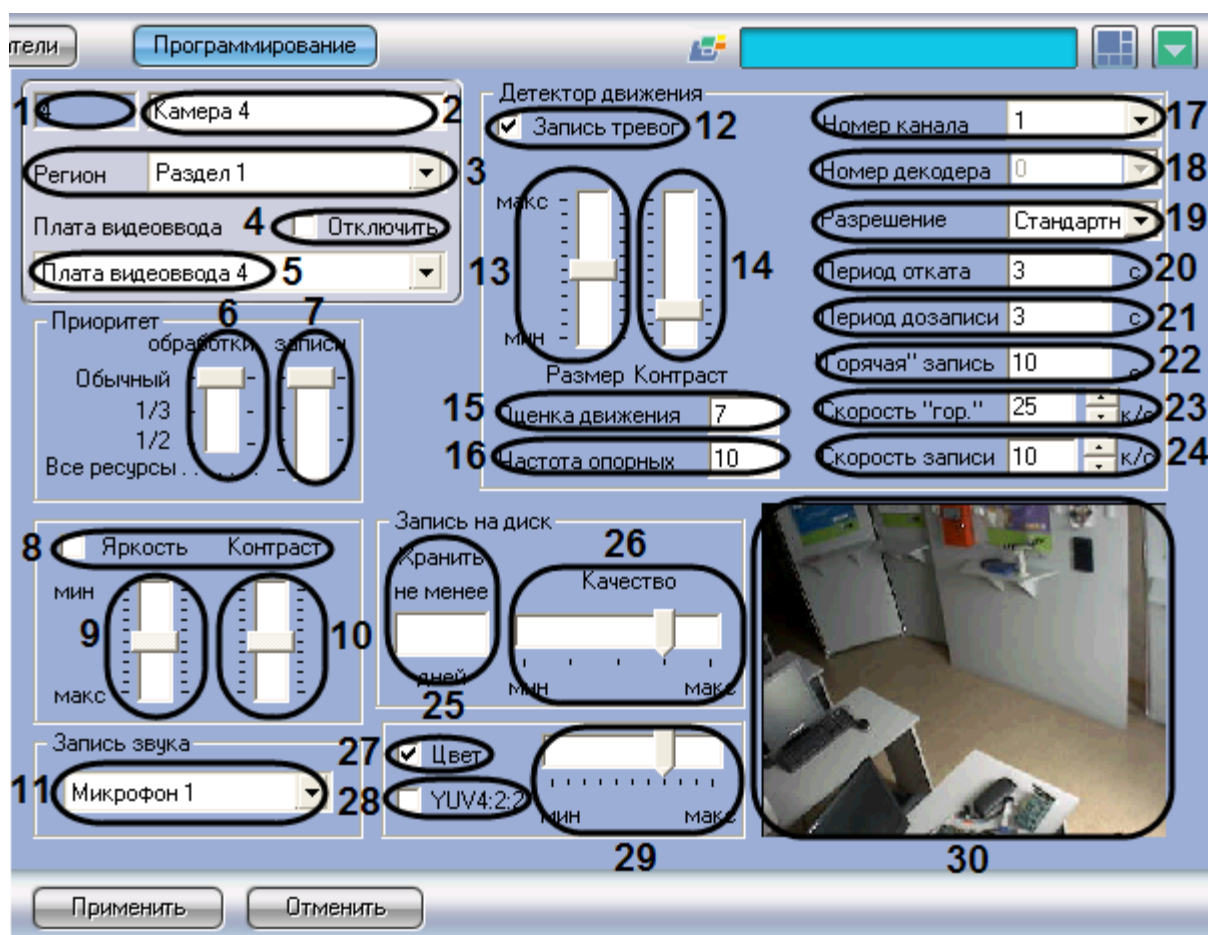 тели
Программирование
1 4 Камера 4 2
Регион Раздел 1 3
Плата видеоввода 4 Отключить
Плата видеоввода 4 5
Приоритет 6 7
обработки записи
Обычный
1/3
1/2
Все ресурсы . . . . .
8 Яркость Контраст
мин
9 10
макс
Запись звука
11 Микрофон 1
Детектор движения
Запись тревог 12
макс
13 14
мин
Размер Контраст
15 Оценка движения 7
16 Частота опорных 10
Номер канала 1 17
Номер декодера 0 18
Разрешение Стандартн 19
Период отката 3 с 20
Период дозаписи 3 с 21
"Горячая" запись 10 с 22
Скорость "гор." 25 к/с 23
Скорость записи 10 к/с 24
Запись на диск
Хранить
не менее
дней
25
26
Качество
мин макс
27 Цвет
28 YUV4:2:2
мин макс
29
30
Применить
Отменить